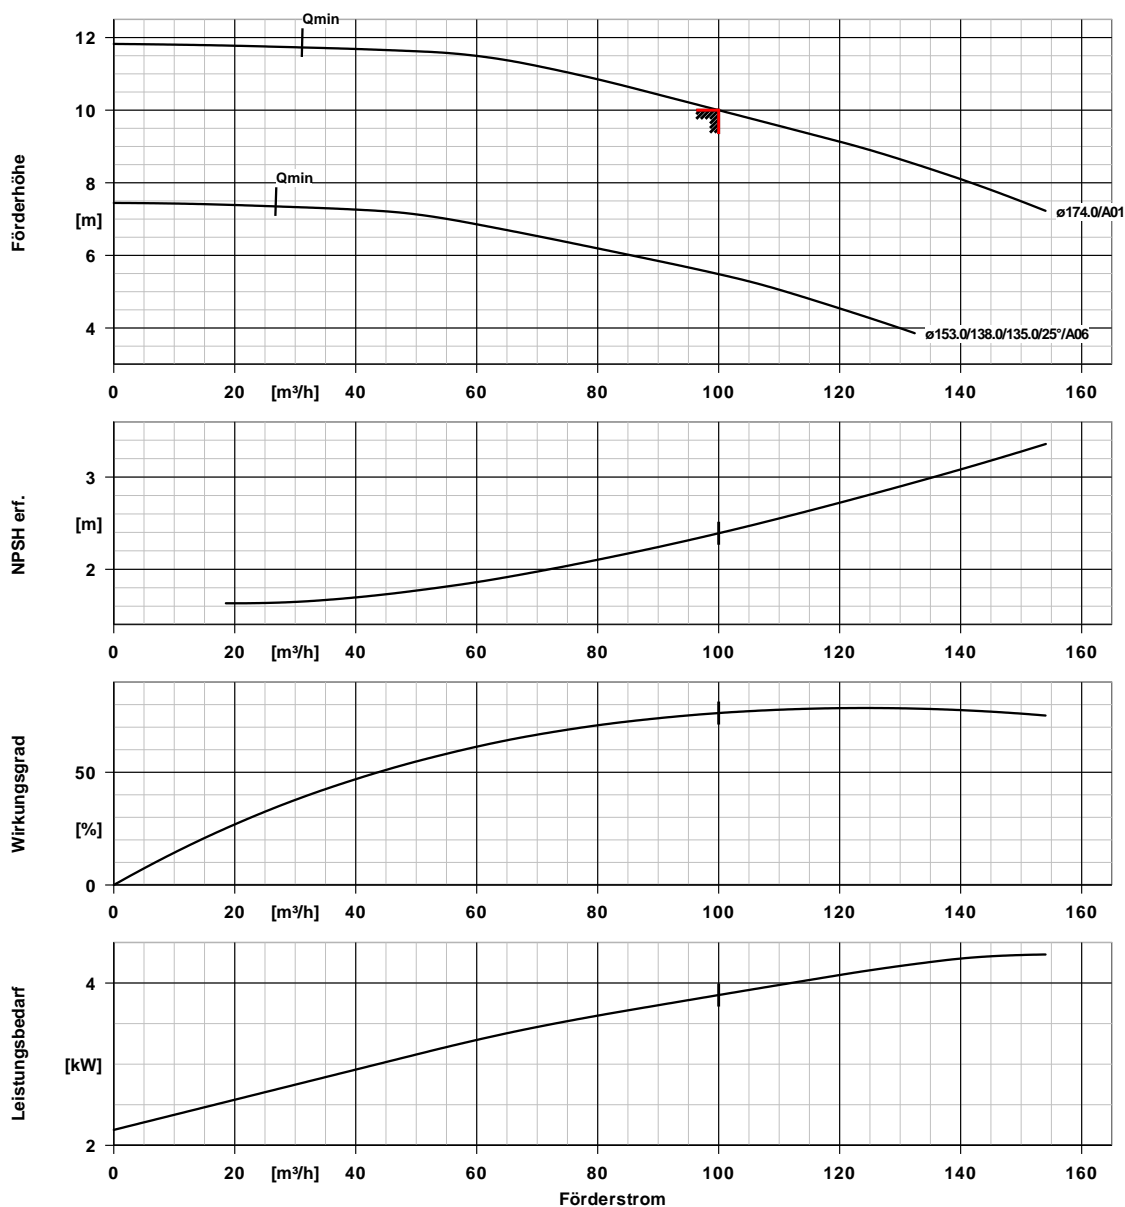 Qmin
12
10
Qmin
8
[m]
Förderhöhe
ø174.0/A01
6
4
ø153.0/138.0/135.0/25°/A06
0 20 [m³/h] 40 60 80 100 120 140 160
3
[m]
NPSH erf.
2
0 20 [m³/h] 40 60 80 100 120 140 160
Wirkungsgrad
50
[%]
0
0 20 [m³/h] 40 60 80 100 120 140 160
4
Leistungsbedarf
[kW]
2
0 20 [m³/h] 40 60 80 100 120 140 160
Förderstrom